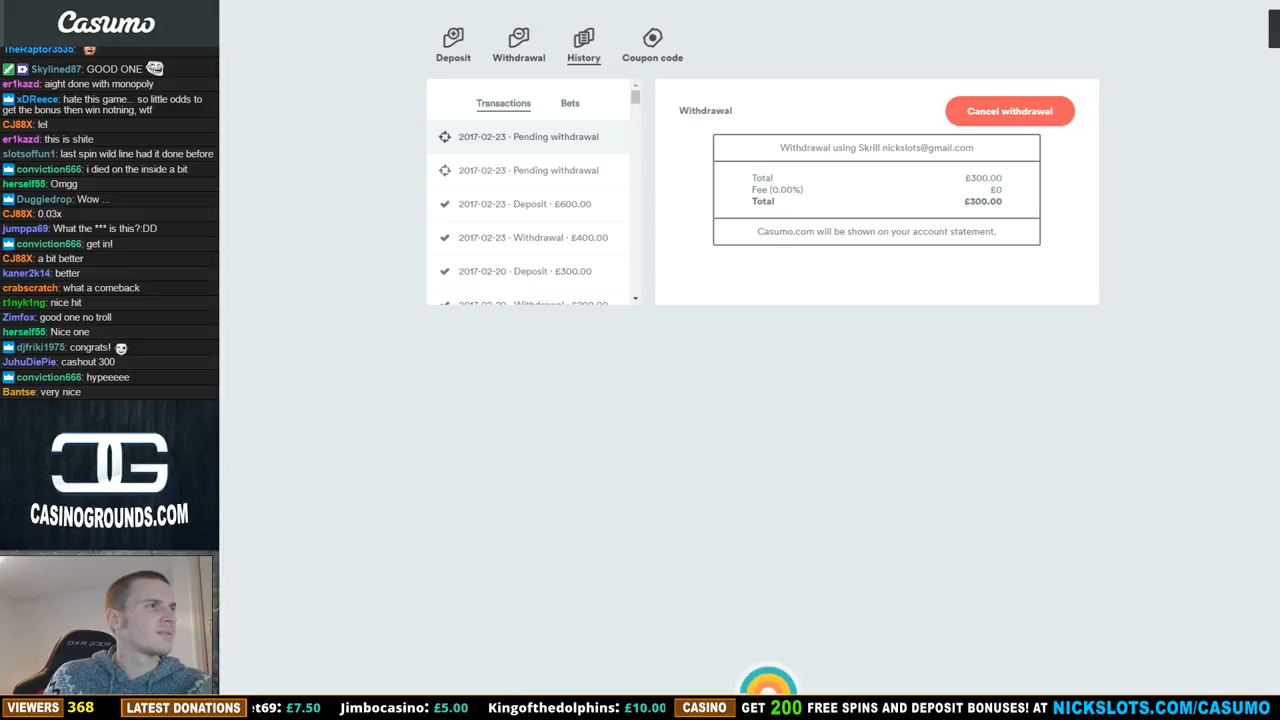 Casumo
TheRaptor3535:
Skylined87: GOOD ONE
er1kazd: aight done with monopoly
xDReece: hate this game... so little odds to
get the bonus then win notning, wtf
CJ88X: lel
er1kazd: this is shite
slotsoffun1: last spin wild line had it done before
conviction666: i died on the inside a bit
herself55: Omgg
Duggiedrop: Wow ...
CJ88X: 0.03x
jumppa69: What the *** is this?:DD
conviction666: get in!
CJ88X: a bit better
kaner2k14: better
crabscratch: what a comeback
t1nyk1ng: nice hit
Zimfox: good one no troll
herself55: Nice one
djfriki1975: congrats!
JuhuDiePie: cashout 300
conviction666: hypeeeee
Bantse: very nice
CG
CASINOGROUNDS.COM
DXRACER
Deposit
Withdrawal
History
Coupon code
Transactions
Bets
2017-02-23 · Pending withdrawal
2017-02-23 · Pending withdrawal
2017-02-23 · Deposit · £600.00
2017-02-23 · Withdrawal · £400.00
2017-02-20 · Deposit · £300.00
Withdrawal
Cancel withdrawal
Withdrawal using Skrill nickslots@gmail.com
Total £300.00
Fee (0.00%) £0
Total £300.00
Casumo.com will be shown on your account statement.
VIEWERS 368 LATEST DONATIONS et69: £7.50 Jimbocasino: £5.00 Kingofthedolphins: £10.00 CASINO GET 200 FREE SPINS AND DEPOSIT BONUSES! AT NICKSLOTS.COM/CASUMO